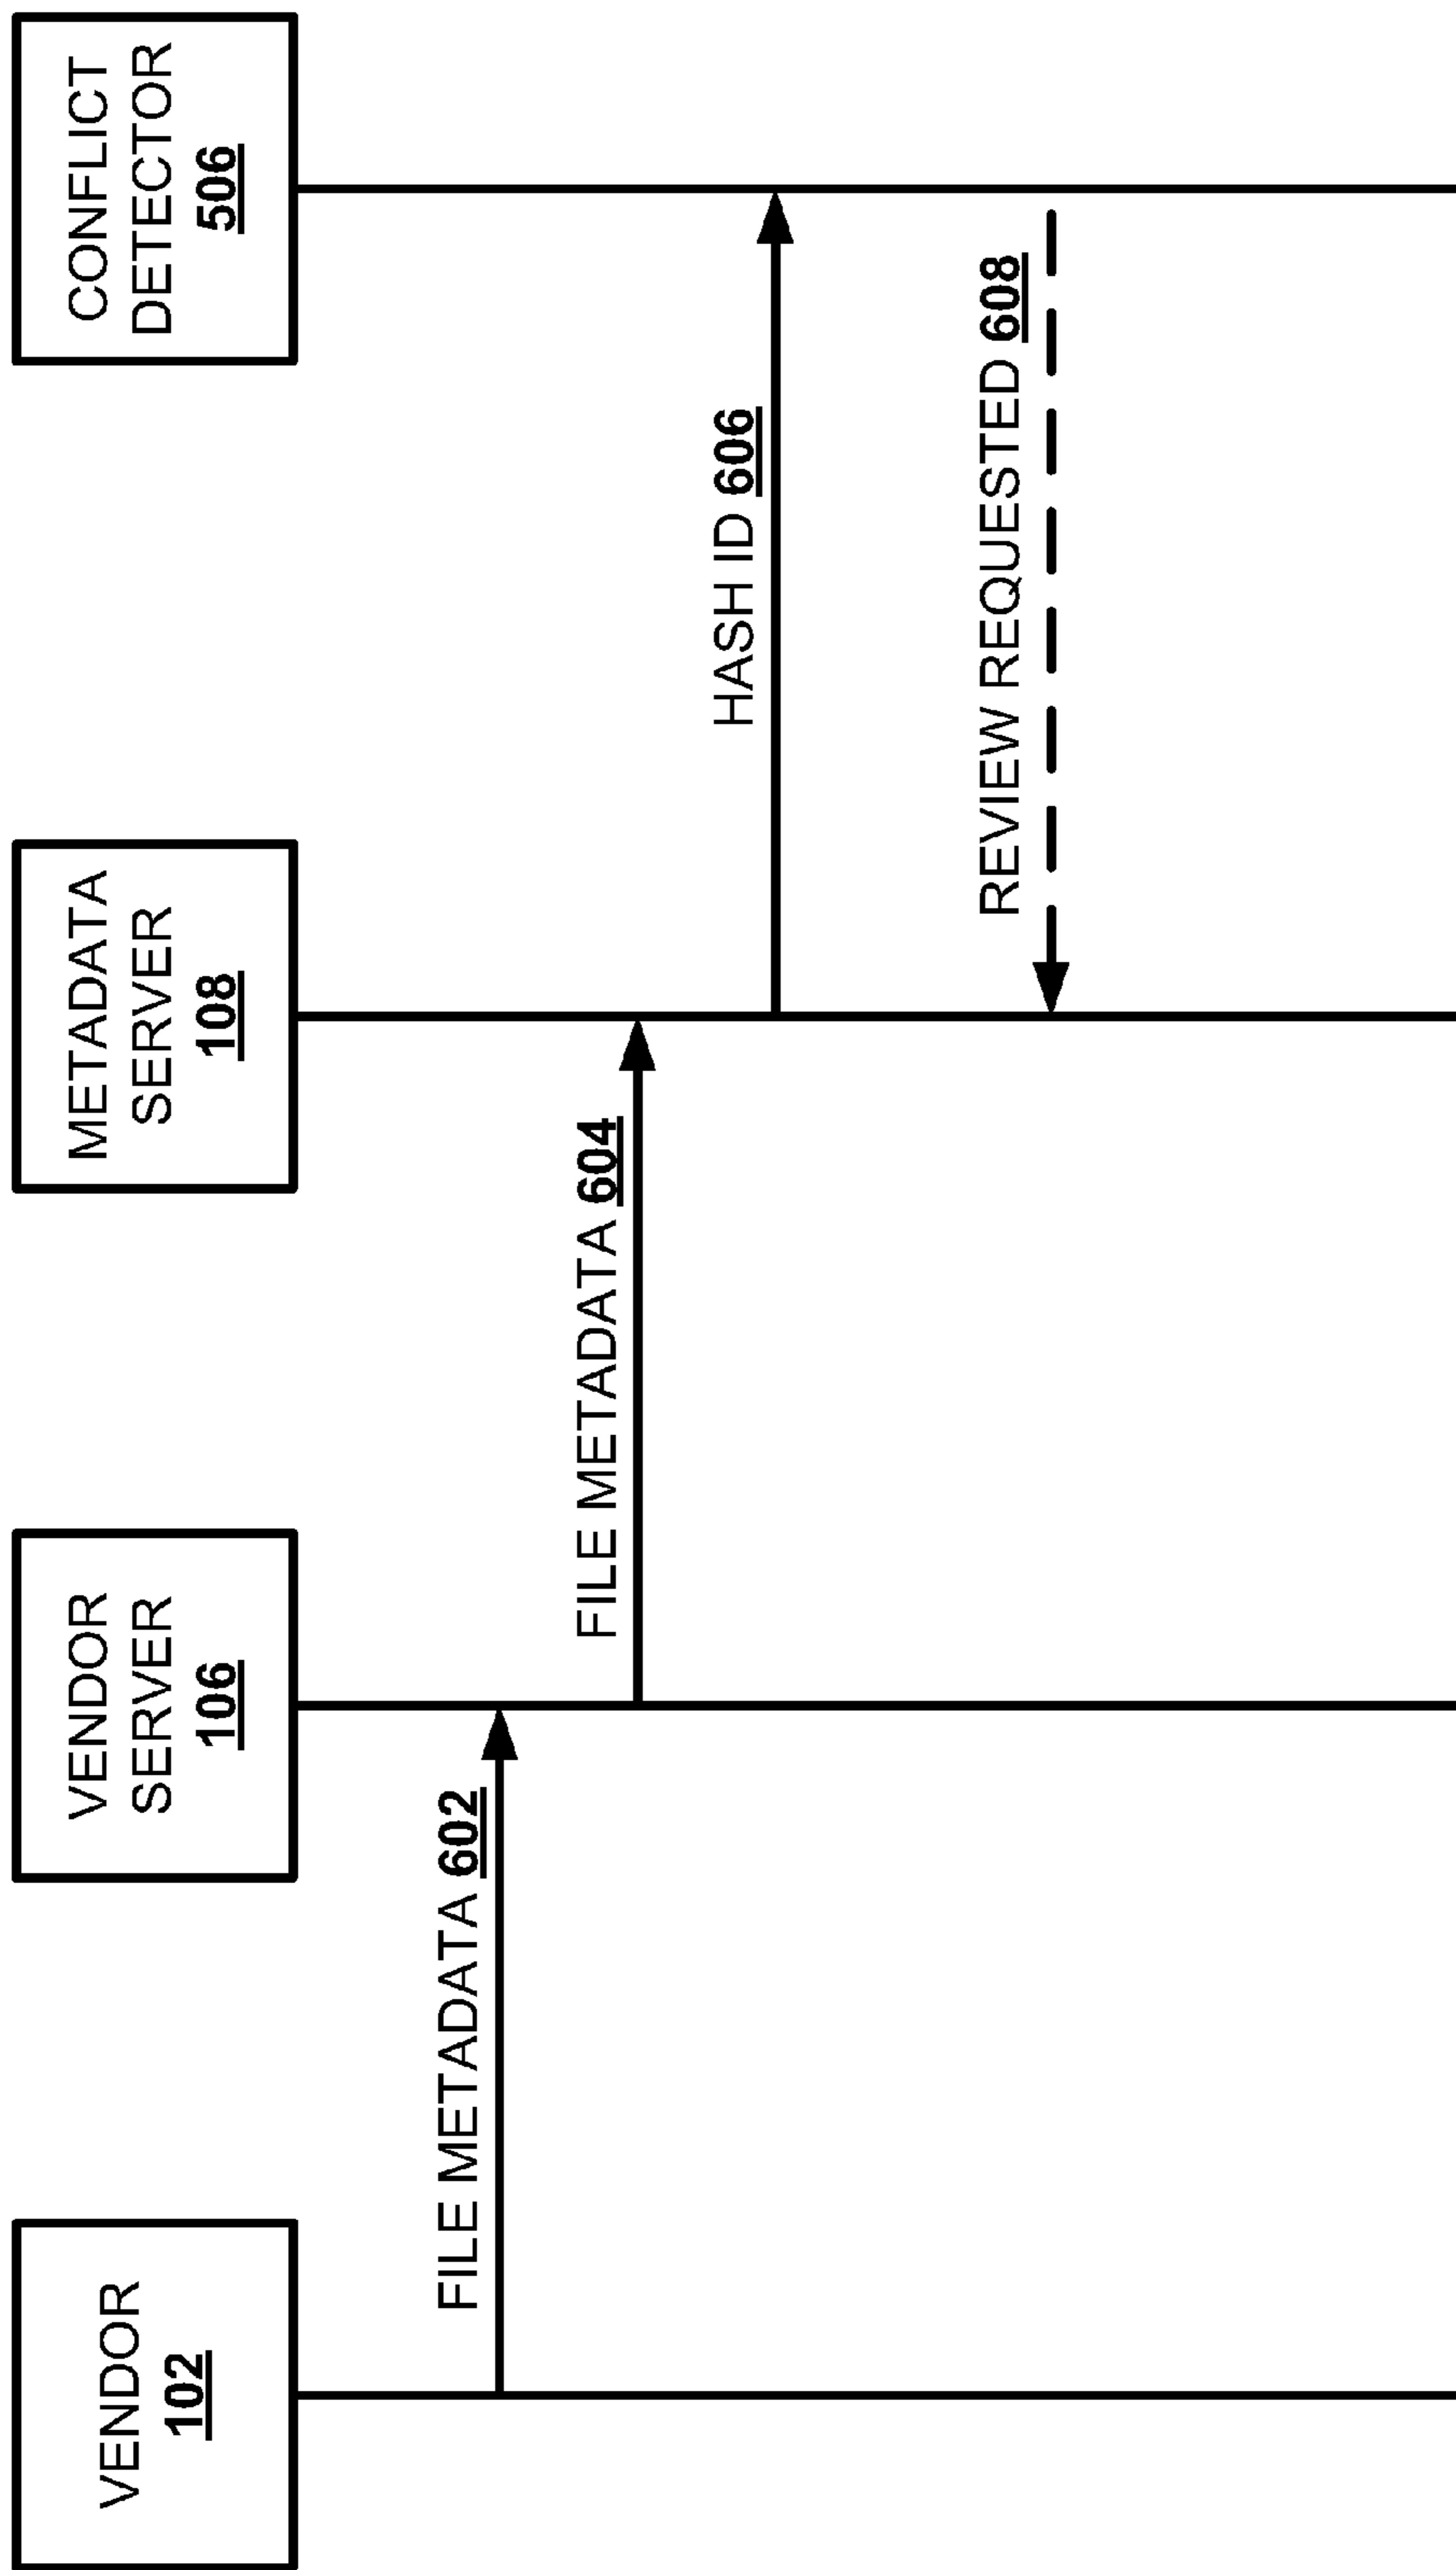 VENDOR
102
VENDOR
SERVER
106
METADATA
SERVER
108
CONFLICT
DETECTOR
506
FILE METADATA 602
FILE METADATA 604
HASH ID 606
REVIEW REQUESTED 608